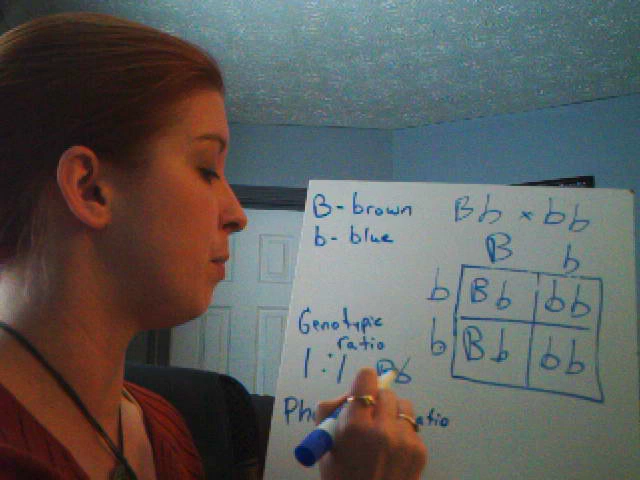 B - brown
b - blue
Bb × bb
B b
b Bb bb
b Bb bb
Genotypic
ratio
1:1 Bb